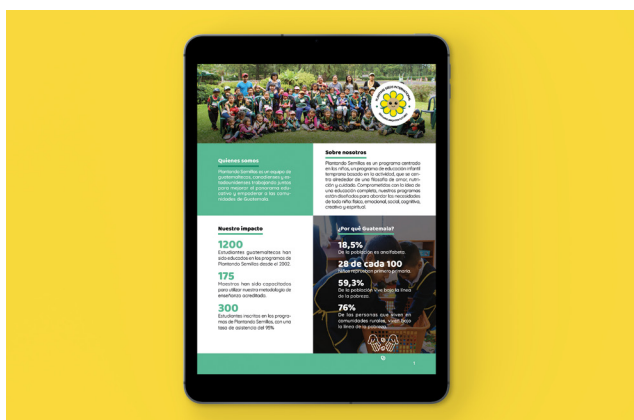 Quienes somos
Plantando Semillas es un equipo de
guatemaltecos, canadienses y es-
tadounidenses trabajando juntos
para mejorar el panorama edu-
cativo y empoderar a las comu-
nidades de Guatemala.
Sobre nosotros
Plantando Semillas es un programa centrado
en los niños, un programa de educación infantil
temprana basado en la actividad, que se cen-
tra alrededor de una filosofía de amor, nutri-
ción y cuidado. Comprometidos con la idea de
una educación completa, nuestros programas
están diseñados para abordar las necesidades
de todo niño: físico, emocional, social, cognitivo,
creativo y espiritual.
Nuestro impacto
1200
Estudiantes guatemaltecos han
sido educados en los programas de
Plantando Semillas desde el 2002.
175
Maestros han sido capacitados
para utilizar nuestra metodología de
enseñanza acreditada.
300
Estudiantes inscritos en los progra-
mas de Plantando Semillas, con una
tasa de asistencia del 95%
¿Por qué Guatemala?
18,5%
De la población es analfabeta.
28 de cada 100
niños reprueban primero primaria.
59,3%
De la población Vive bajo la línea
de la pobreza.
76%
De las personas que viven en
comunidades rurales, viven bajo
la línea de la pobreza.